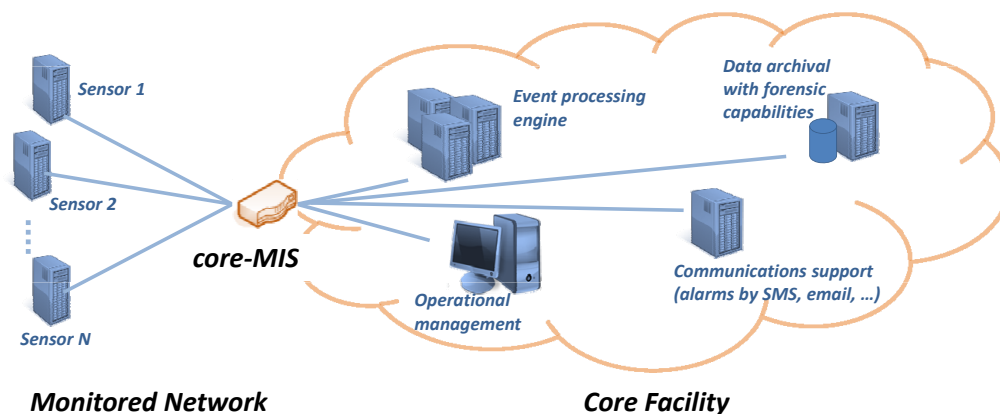 Sensor 1
Sensor 2
Sensor N
core-MIS
Event processing
engine
Data archival
with forensic
capabilities
Operational
management
Communications support
(alarms by SMS, email, …)
Monitored Network
Core Facility